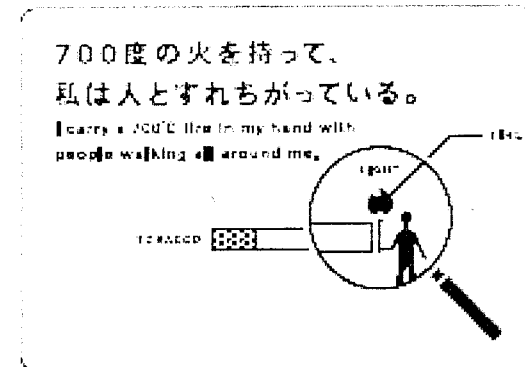 700度の火を持って、
私は人とすれちがっている。
I carry a 700°C fire in my hand with
people walking all around me.
LIGHT
TOBACCO